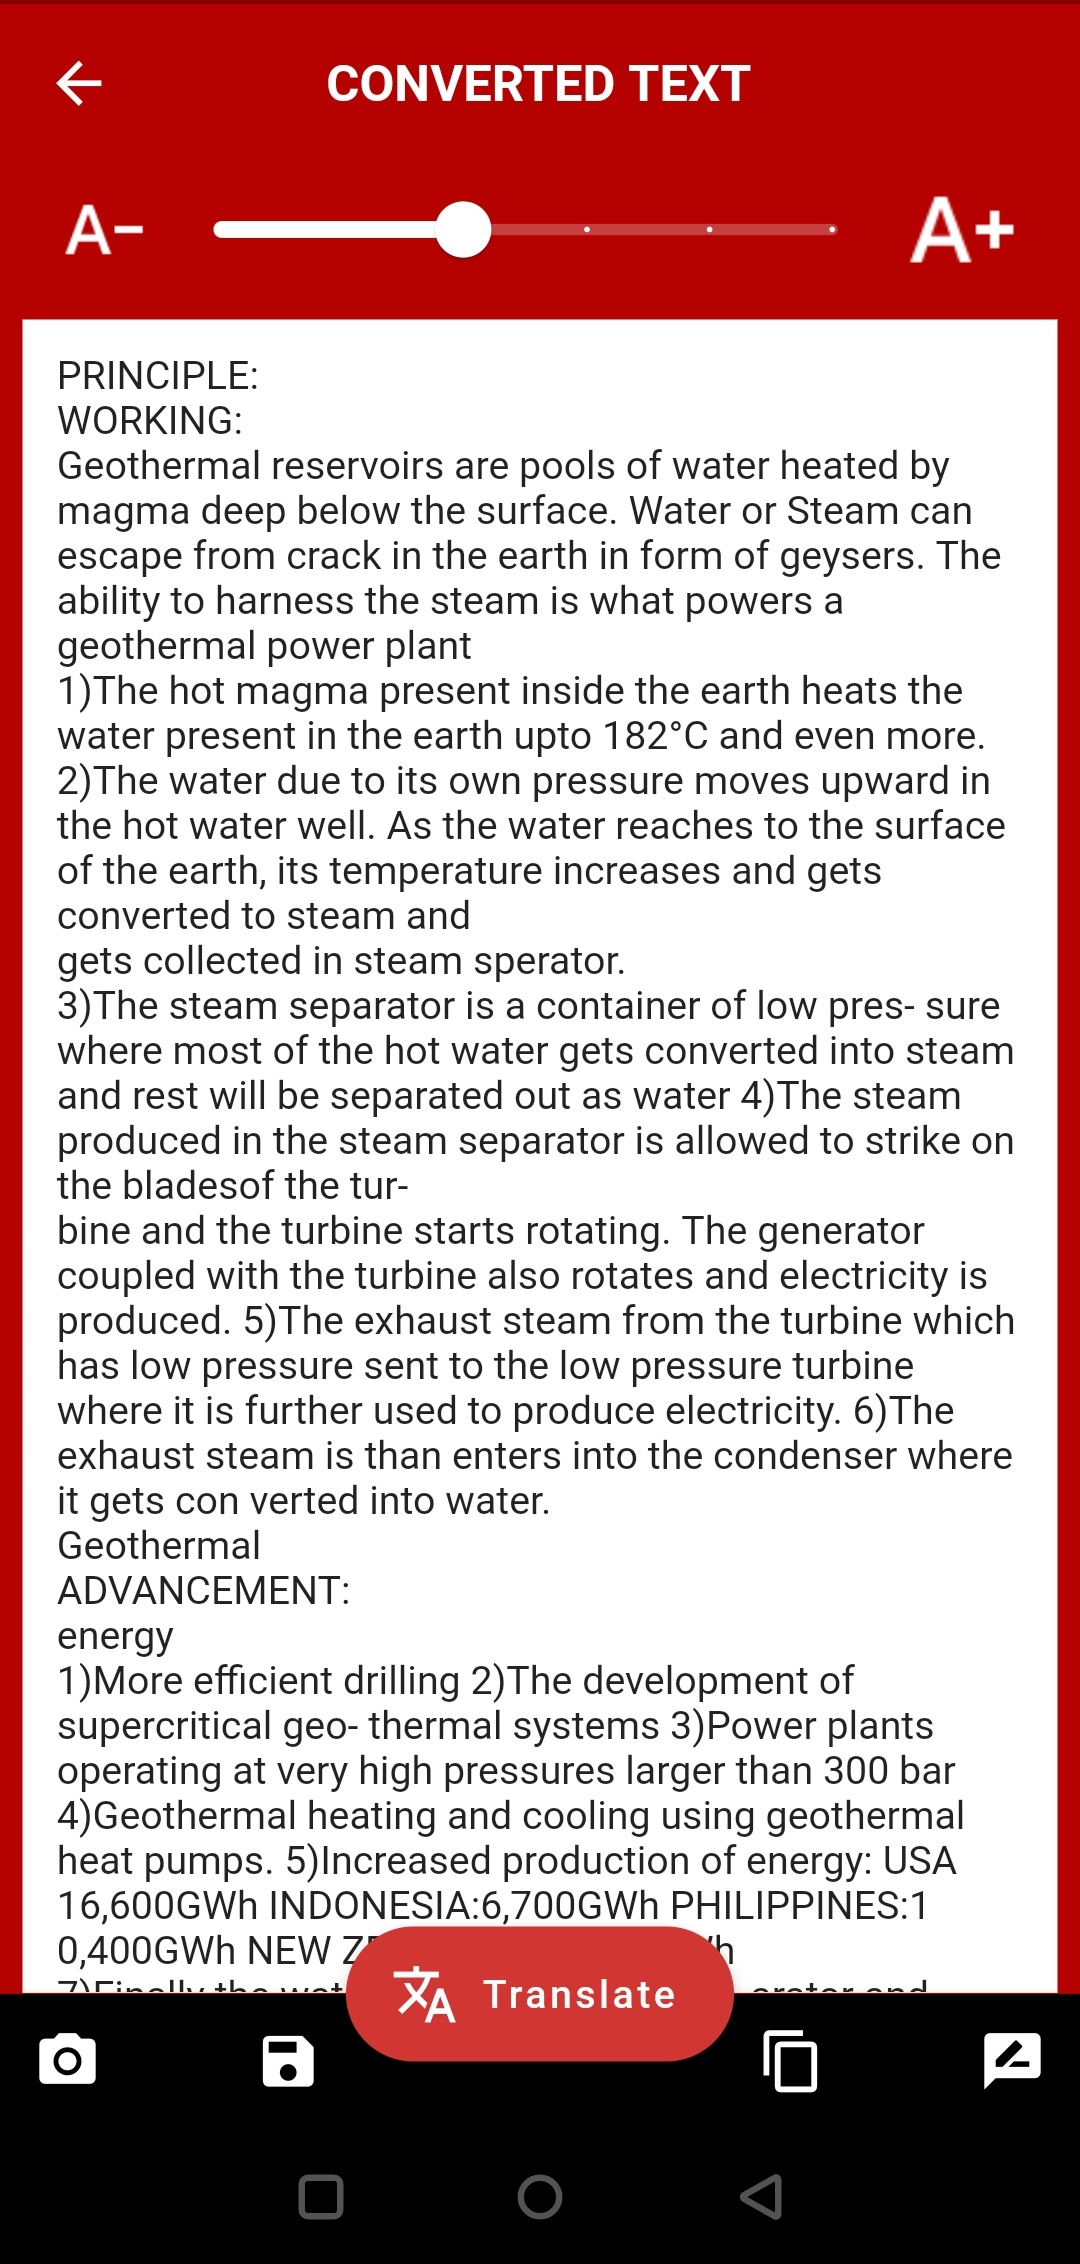 CONVERTED TEXT
A- A+
PRINCIPLE:
WORKING:
Geothermal reservoirs are pools of water heated by
magma deep below the surface. Water or Steam can
escape from crack in the earth in form of geysers. The
ability to harness the steam is what powers a
geothermal power plant
1)The hot magma present inside the earth heats the
water present in the earth upto 182°C and even more.
2)The water due to its own pressure moves upward in
the hot water well. As the water reaches to the surface
of the earth, its temperature increases and gets
converted to steam and
gets collected in steam sperator.
3)The steam separator is a container of low pres- sure
where most of the hot water gets converted into steam
and rest will be separated out as water 4)The steam
produced in the steam separator is allowed to strike on
the bladesof the tur-
bine and the turbine starts rotating. The generator
coupled with the turbine also rotates and electricity is
produced. 5)The exhaust steam from the turbine which
has low pressure sent to the low pressure turbine
where it is further used to produce electricity. 6)The
exhaust steam is than enters into the condenser where
it gets con verted into water.
Geothermal
ADVANCEMENT:
energy
1)More efficient drilling 2)The development of
supercritical geo- thermal systems 3)Power plants
operating at very high pressures larger than 300 bar
4)Geothermal heating and cooling using geothermal
heat pumps. 5)Increased production of energy: USA
16,600GWh INDONESIA:6,700GWh PHILIPPINES:1
0,400GWh NEW
7)Finally the and
Translate